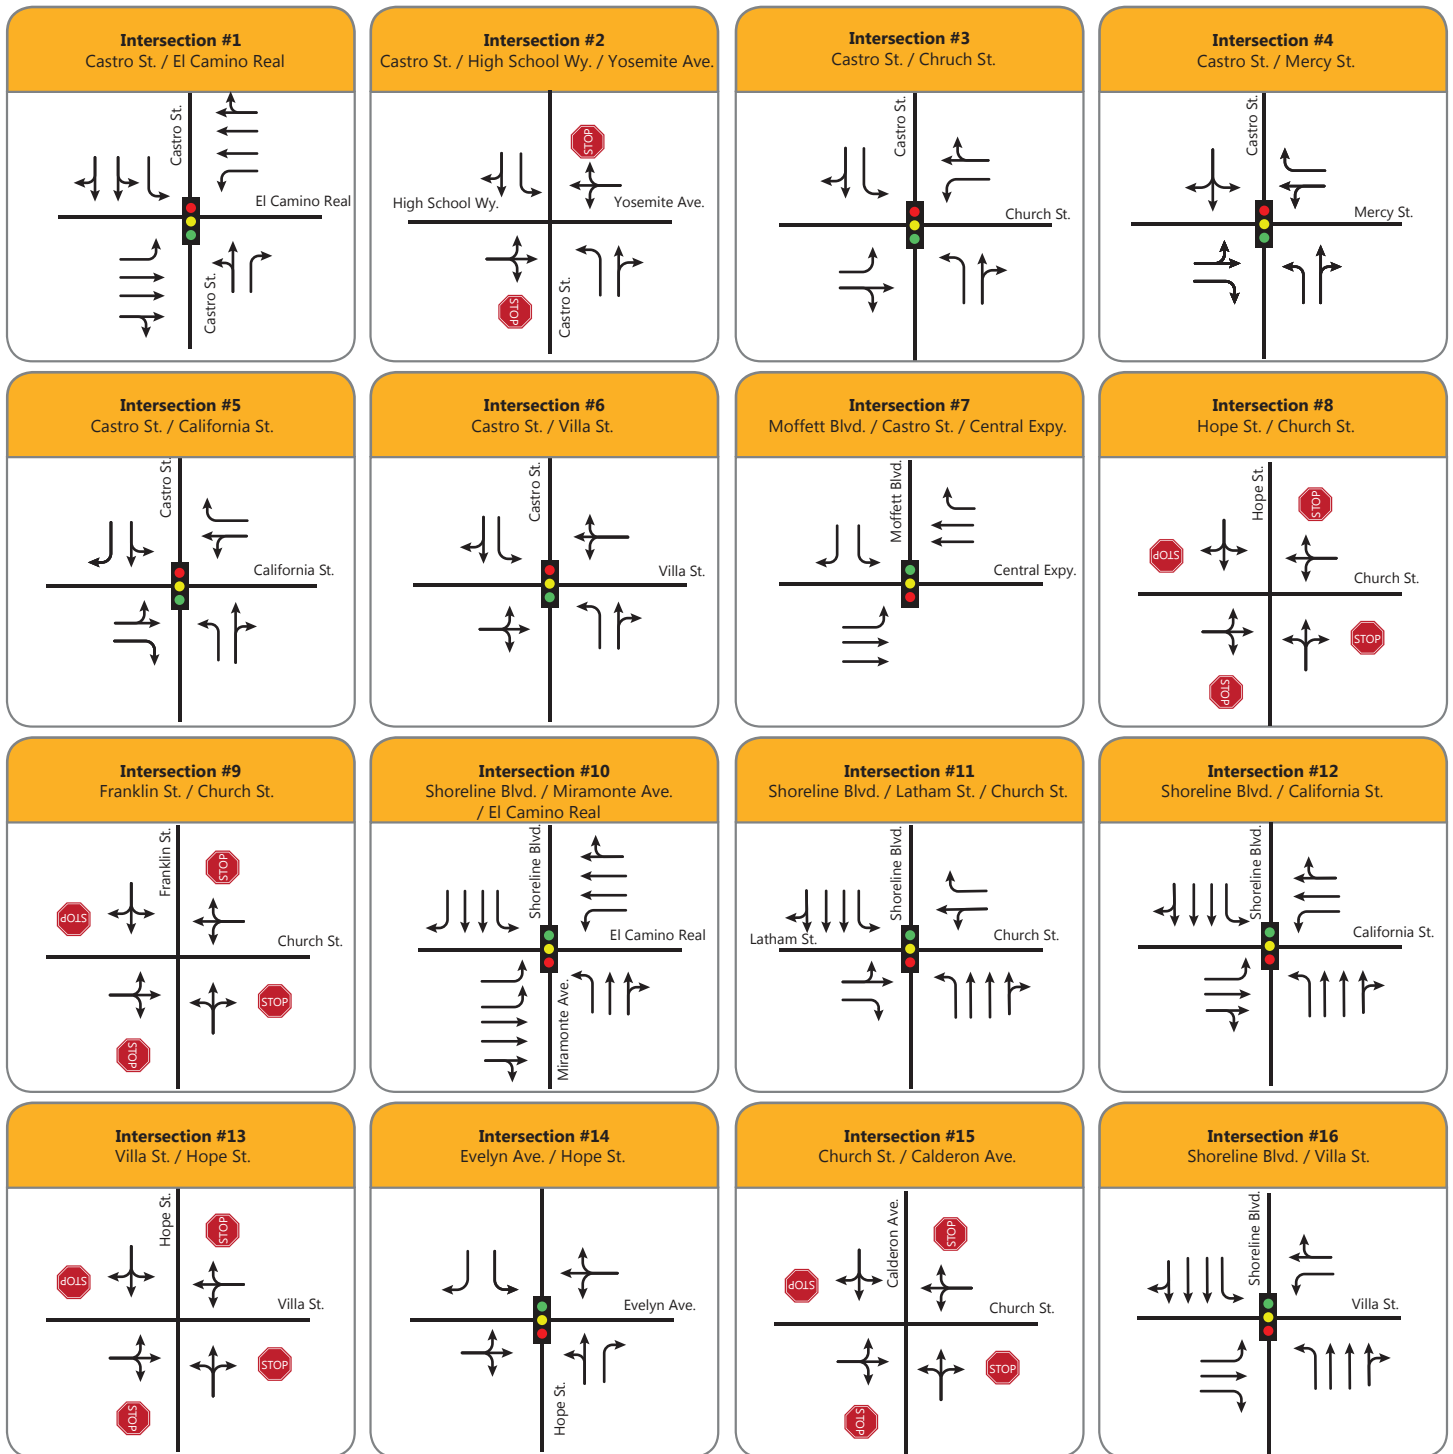 Intersection #1
Castro St. / El Camino Real
Castro St.
El Camino Real
Castro St.
Intersection #2
Castro St. / High School Wy. / Yosemite Ave.
STOP
High School Wy.
Yosemite Ave.
STOP
Castro St.
Intersection #3
Castro St. / Chruch St.
Castro St.
Church St.
Intersection #4
Castro St. / Mercy St.
Castro St.
Mercy St.
Intersection #5
Castro St. / California St.
Castro St.
California St.
Intersection #6
Castro St. / Villa St.
Castro St.
Villa St.
Intersection #7
Moffett Blvd. / Castro St. / Central Expy.
Moffett Blvd.
Central Expy.
Intersection #8
Hope St. / Church St.
Hope St.
STOP
STOP
Church St.
STOP
STOP
Intersection #9
Franklin St. / Church St.
Franklin St.
STOP
STOP
Church St.
STOP
STOP
Intersection #10
Shoreline Blvd. / Miramonte Ave.
/ El Camino Real
Shoreline Blvd.
El Camino Real
Miramonte Ave.
Intersection #11
Shoreline Blvd. / Latham St. / Church St.
Shoreline Blvd.
Latham St.
Church St.
Intersection #12
Shoreline Blvd. / California St.
Shoreline Blvd.
California St.
Intersection #13
Villa St. / Hope St.
Hope St.
STOP
STOP
Villa St.
STOP
STOP
Intersection #14
Evelyn Ave. / Hope St.
Evelyn Ave.
Hope St.
Intersection #15
Church St. / Calderon Ave.
Calderon Ave.
STOP
STOP
Church St.
STOP
STOP
Intersection #16
Shoreline Blvd. / Villa St.
Shoreline Blvd.
Villa St.